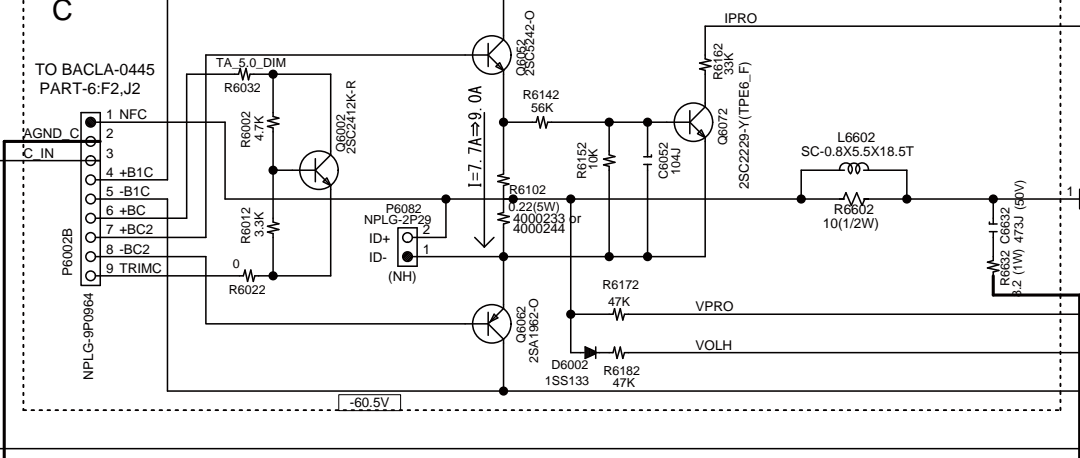 C
TO BACLA-0445
PART-6:F2,J2
1 NFC
AGND_C 2
C_IN 3
4 +B1C
5 -B1C
6 +BC
7 +BC2
8 -BC2
9 TRIMC
P6002B
NPLG-9P0964
TA_5.0_DIM
R6032
R6002
4.7K
Q6002
2SC2412K-R
R6012
3.3K
0
R6022
P6082
NPLG-2P29
ID+ 2
ID- 1
(NH)
Q6052
2SC5242-O
I=7.7A⇒9.0A
R6142
56K
R6102
0.22(5W)
4000233 or
4000244
R6152
10K
C6052
104J
Q6072
2SC2229-Y(TPE6_F)
R6162
33K
IPRO
Q6062
2SA1962-O
R6172
47K
VPRO
D6002
1SS133
R6182
47K
VOLH
L6602
SC-0.8X5.5X18.5T
R6602
10(1/2W)
C6632
473J (50V)
R6632
8.2 (1W)
1
-60.5V